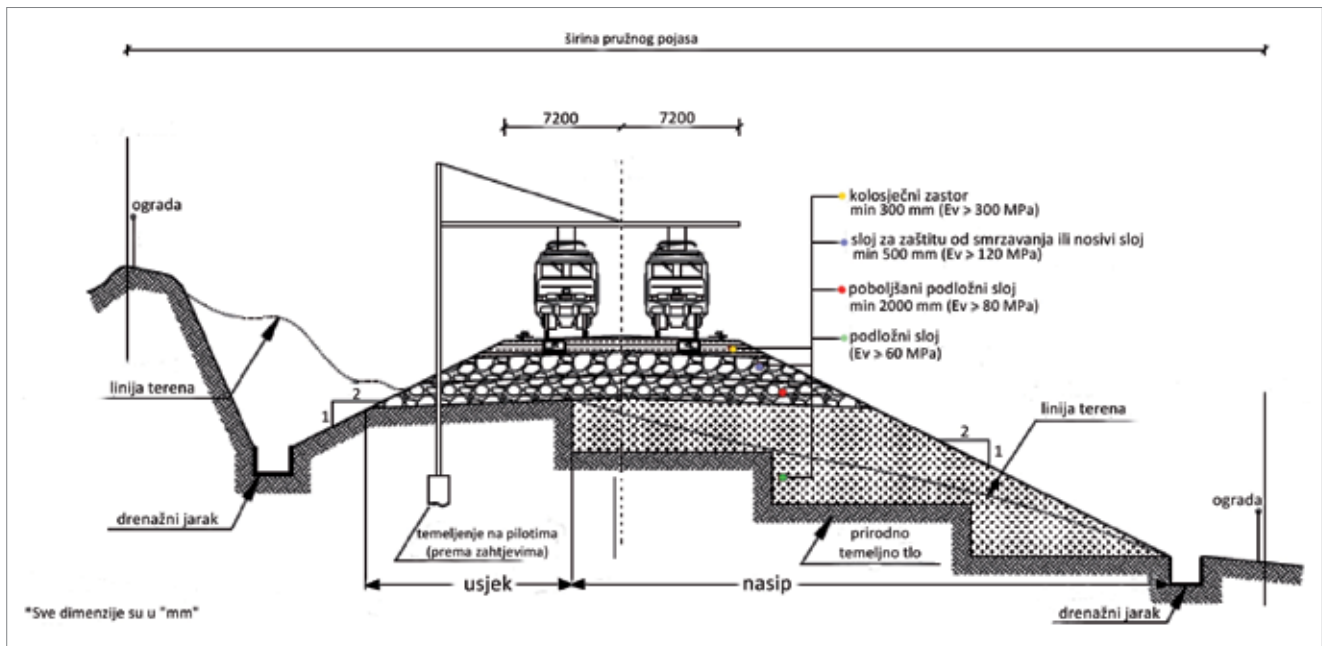 širina pružnog pojasa
7200
7200
ograda
kolosječni zastor
min 300 mm (Ev > 300 MPa)
sloj za zaštitu od smrzavanja ili nosivi sloj
min 500 mm (Ev > 120 MPa)
poboljšani podložni sloj
min 2000 mm (Ev > 80 MPa)
podložni sloj
(Ev > 60 MPa)
linija terena
2
1
linija terena
2
1
ograda
drenažni jarak
temeljenje na pilotima
(prema zahtjevima)
prirodno
temeljno tlo
usjek
nasip
drenažni jarak
*Sve dimenzije su u "mm"